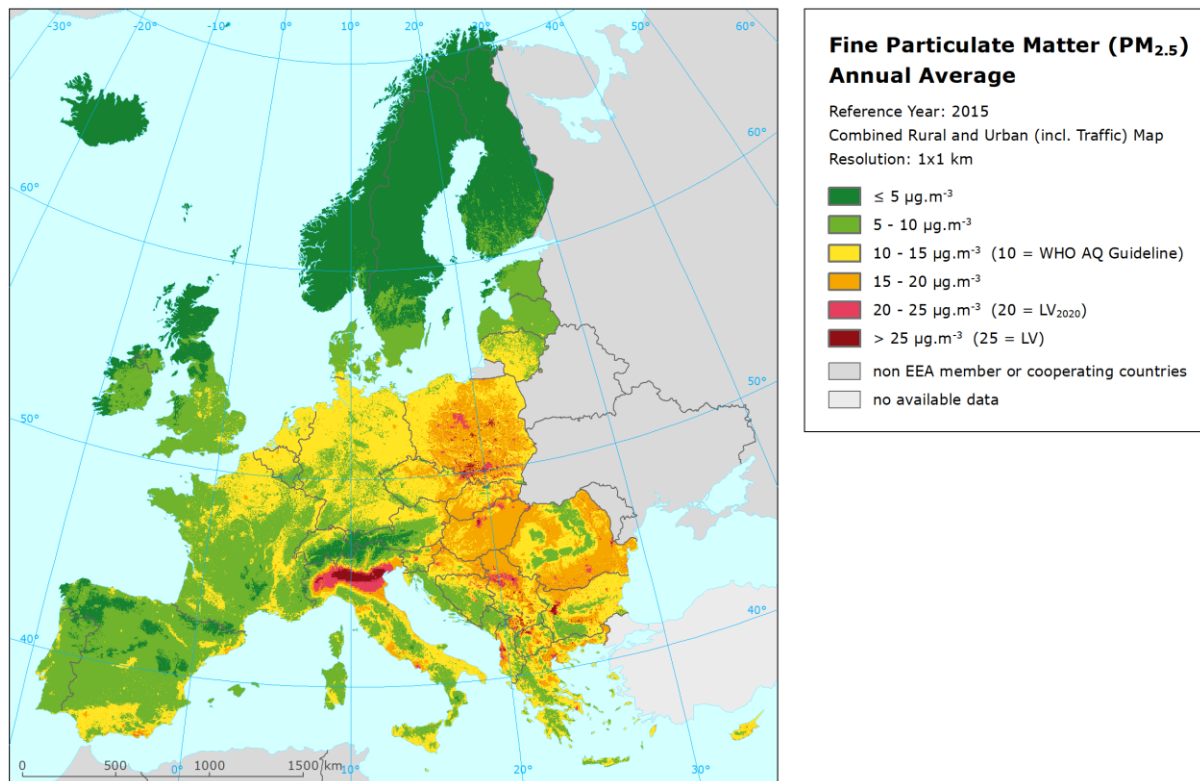 -30° -20° -10° 0° 10° 20° 30° 40° 50° 60°
60°
50°
40°
60°
50°
40°
0° 10° 20° 30°
0 500 1000 1500 km
Fine Particulate Matter (PM₂.₅)
Annual Average
Reference Year: 2015
Combined Rural and Urban (incl. Traffic) Map
Resolution: 1x1 km
≤ 5 µg.m⁻³
5 - 10 µg.m⁻³
10 - 15 µg.m⁻³ (10 = WHO AQ Guideline)
15 - 20 µg.m⁻³
20 - 25 µg.m⁻³ (20 = LV₂₀₂₀)
> 25 µg.m⁻³ (25 = LV)
non EEA member or cooperating countries
no available data